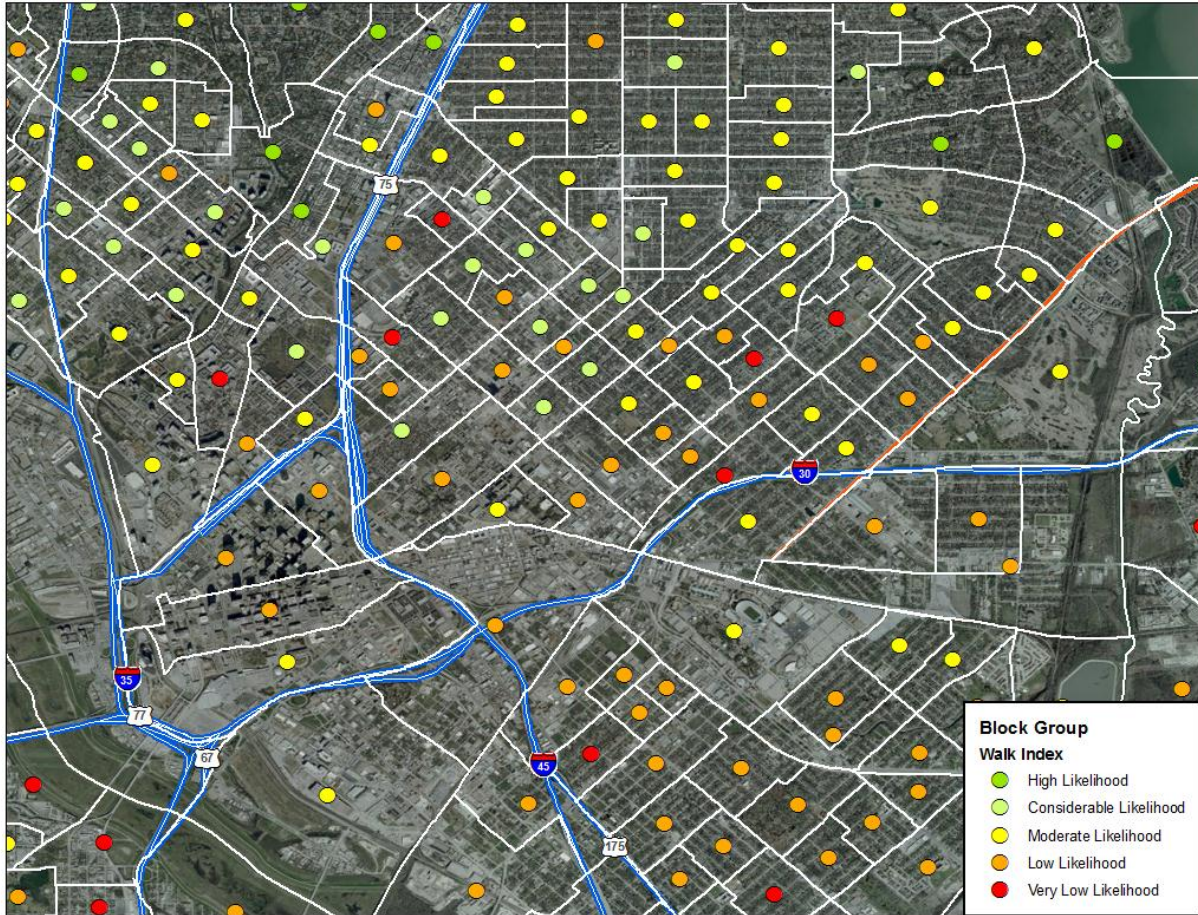 75
30
35
77
67
45
175
Block Group
Walk Index
High Likelihood
Considerable Likelihood
Moderate Likelihood
Low Likelihood
Very Low Likelihood